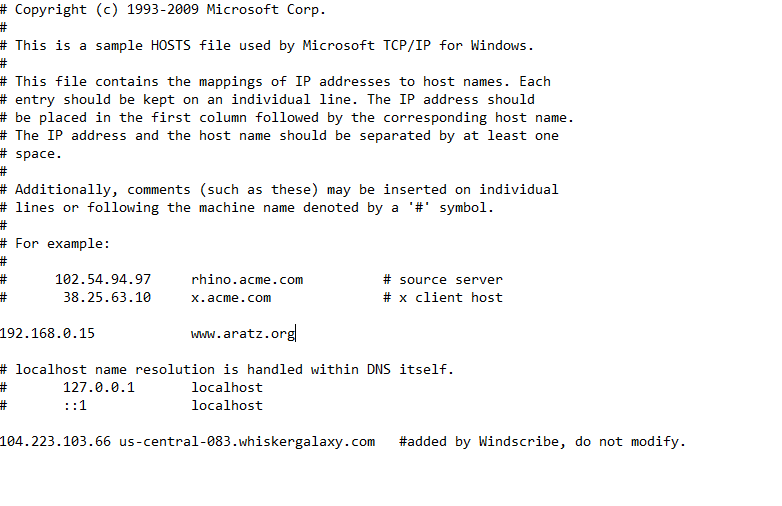 # Copyright (c) 1993-2009 Microsoft Corp.
#
# This is a sample HOSTS file used by Microsoft TCP/IP for Windows.
#
# This file contains the mappings of IP addresses to host names. Each
# entry should be kept on an individual line. The IP address should
# be placed in the first column followed by the corresponding host name.
# The IP address and the host name should be separated by at least one
# space.
#
# Additionally, comments (such as these) may be inserted on individual
# lines or following the machine name denoted by a '#' symbol.
#
# For example:
#
#      102.54.94.97     rhino.acme.com          # source server
#       38.25.63.10     x.acme.com              # x client host

192.168.0.15            www.aratz.org

# localhost name resolution is handled within DNS itself.
#       127.0.0.1       localhost
#       ::1             localhost

104.223.103.66 us-central-083.whiskergalaxy.com   #added by Windscribe, do not modify.